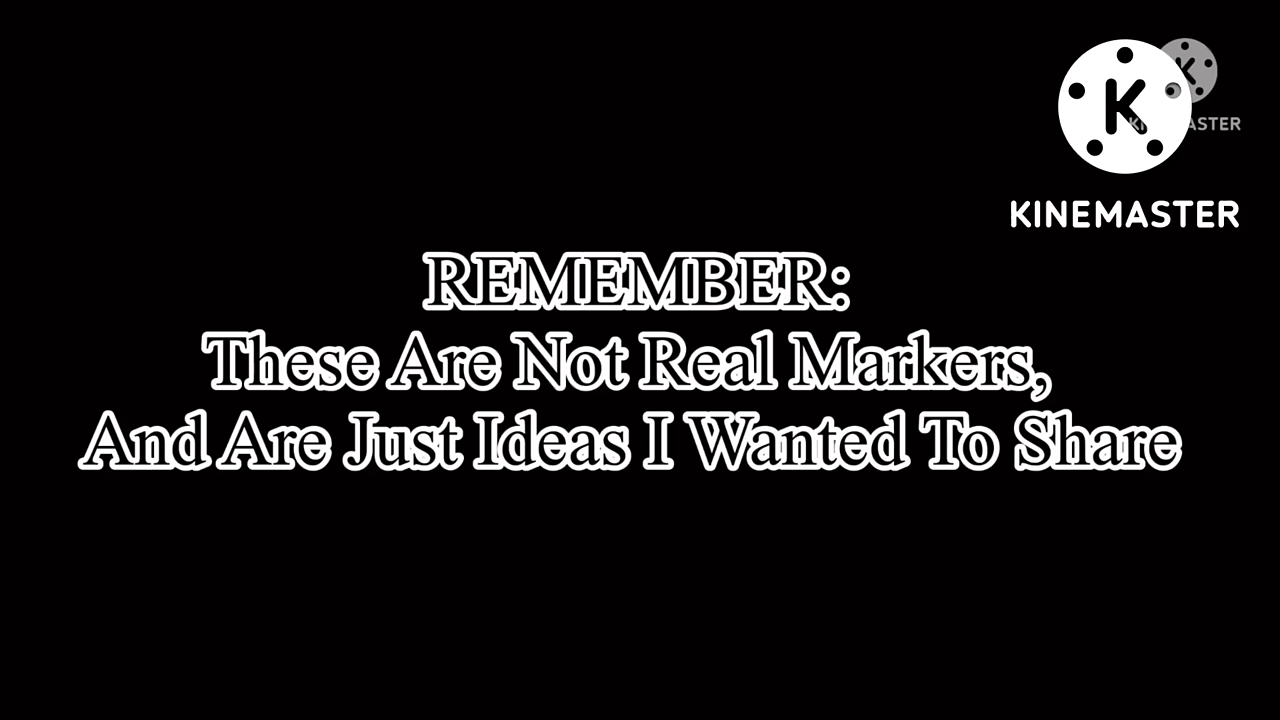 K
KINEMASTER
REMEMBER:
These Are Not Real Markers,
And Are Just Ideas I Wanted To Share